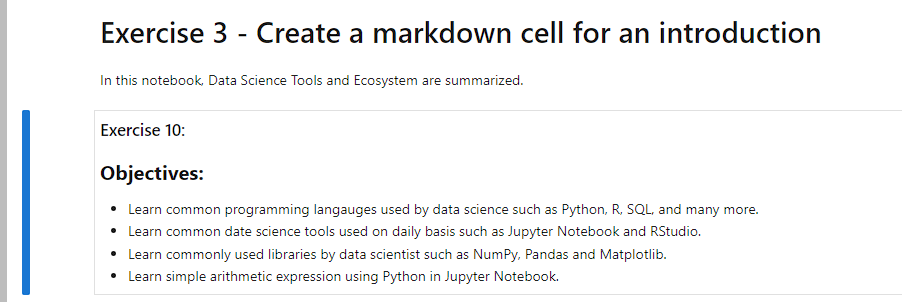 Exercise 3 - Create a markdown cell for an introduction
In this notebook, Data Science Tools and Ecosystem are summarized.
Exercise 10:
Objectives:
• Learn common programming langauges used by data science such as Python, R, SQL, and many more.
• Learn common date science tools used on daily basis such as Jupyter Notebook and RStudio.
• Learn commonly used libraries by data scientist such as NumPy, Pandas and Matplotlib.
• Learn simple arithmetic expression using Python in Jupyter Notebook.